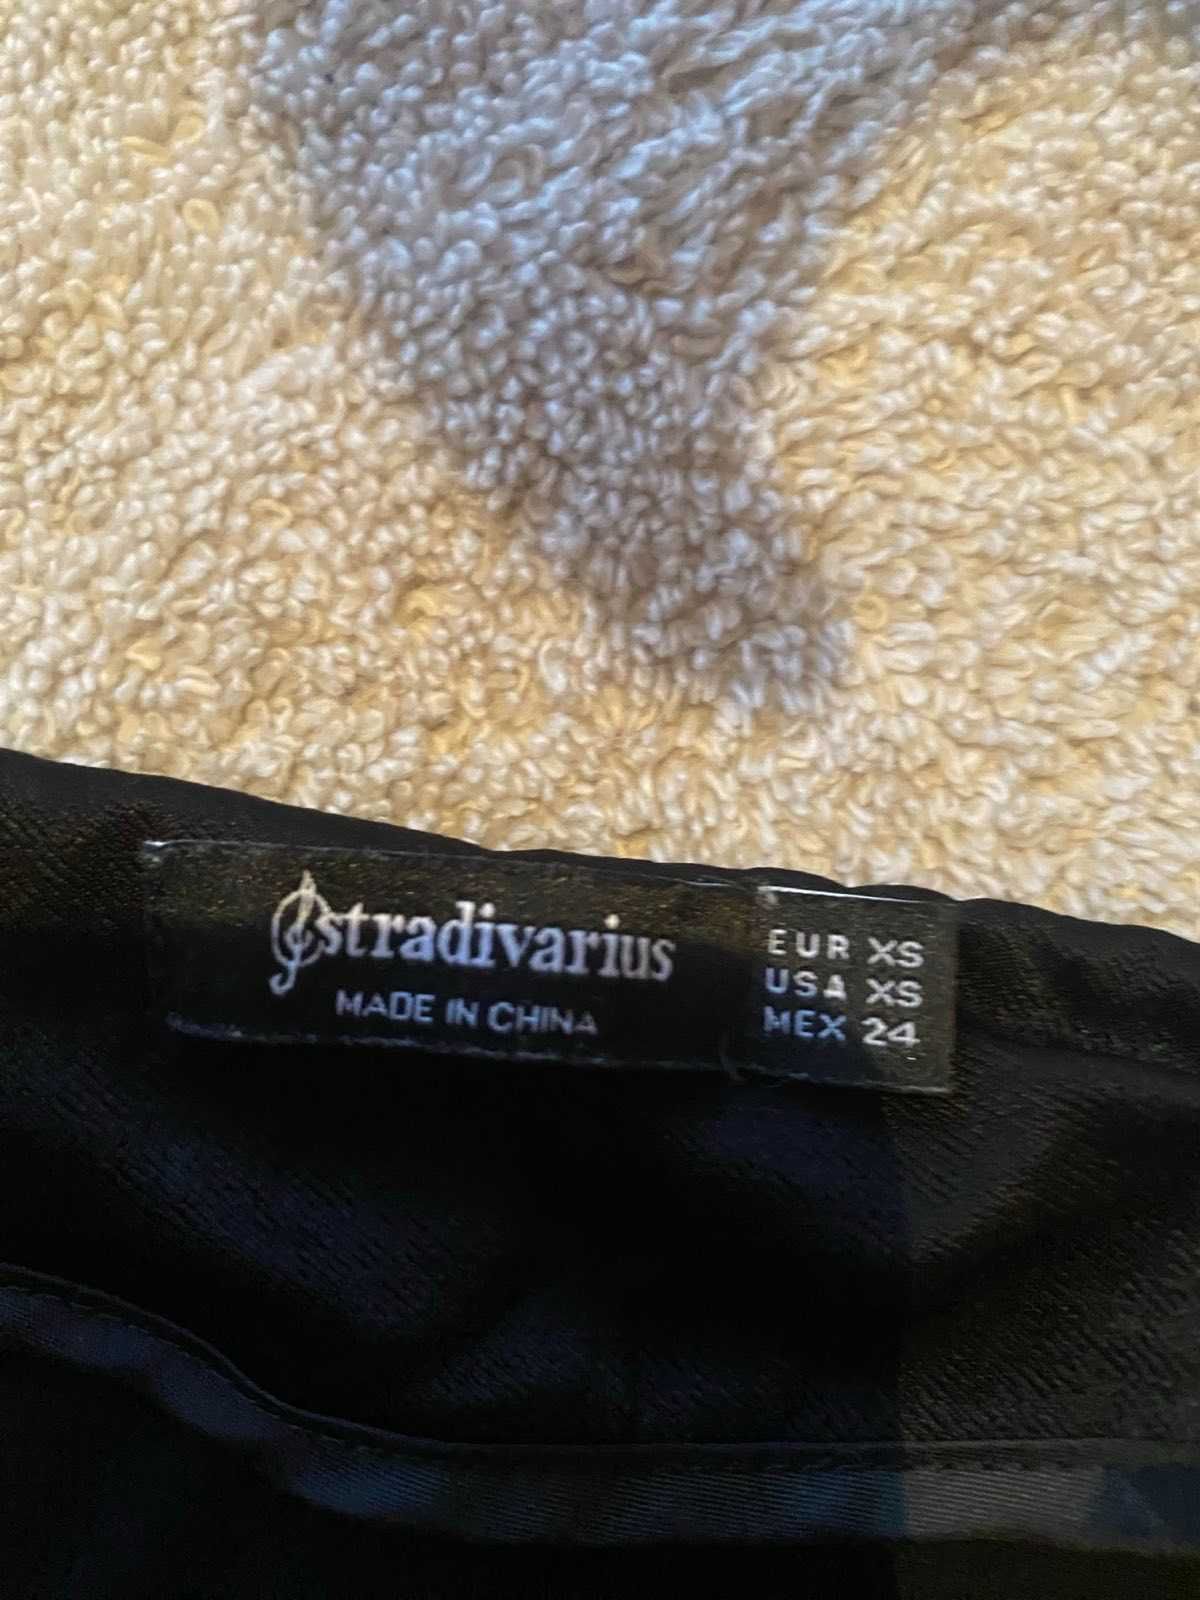 stradivarius
MADE IN CHINA
EUR XS
USA XS
MEX 24